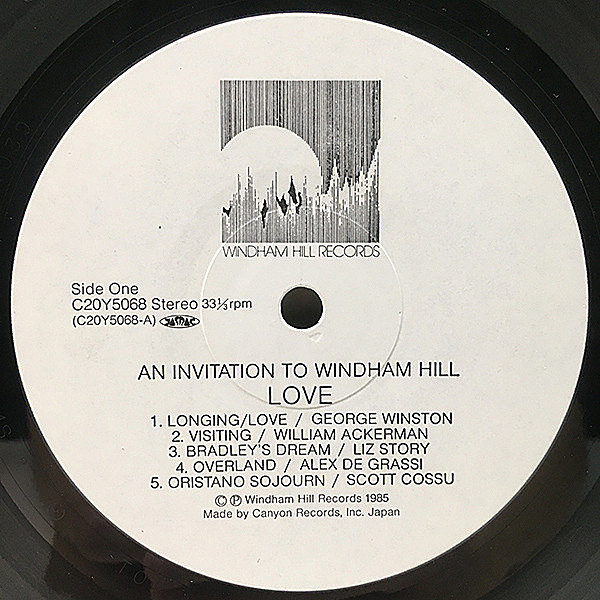 WINDHAM HILL RECORDS
Side One
C20Y5068 Stereo 33⅓rpm
(C20Y5068-A) JASRAC
AN INVITATION TO WINDHAM HILL
LOVE
1. LONGING/LOVE / GEORGE WINSTON
2. VISITING / WILLIAM ACKERMAN
3. BRADLEY'S DREAM / LIZ STORY
4. OVERLAND / ALEX DE GRASSI
5. ORISTANO SOJOURN / SCOTT COSSU
© ℗ Windham Hill Records 1985
Made by Canyon Records, Inc. Japan